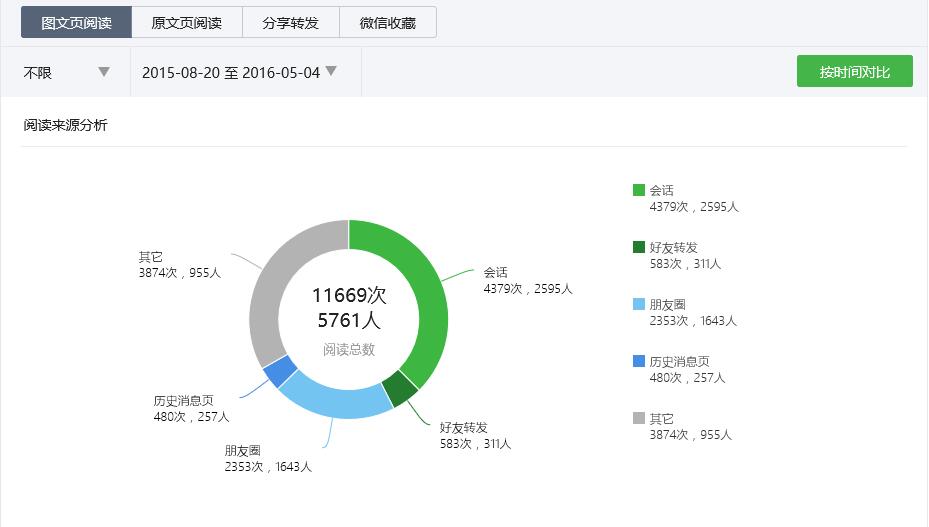 图文页阅读 原文页阅读 分享转发 微信收藏
不限 2015-08-20 至 2016-05-04 按时间对比
阅读来源分析
其它
3874次，955人
11669次
5761人
阅读总数
会话
4379次，2595人
历史消息页
480次，257人
朋友圈
2353次，1643人
好友转发
583次，311人
会话
4379次，2595人
好友转发
583次，311人
朋友圈
2353次，1643人
历史消息页
480次，257人
其它
3874次，955人